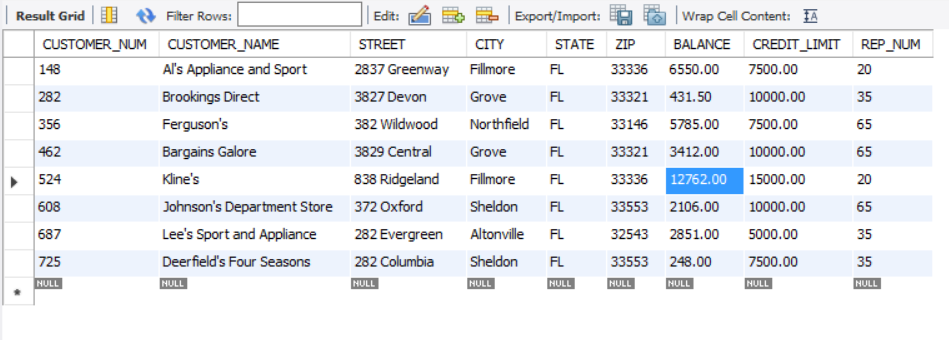 Result Grid Filter Rows: Edit: Export/Import: Wrap Cell Content: IA
CUSTOMER_NUM CUSTOMER_NAME STREET CITY STATE ZIP BALANCE CREDIT_LIMIT REP_NUM
148 Al's Appliance and Sport 2837 Greenway Fillmore FL 33336 6550.00 7500.00 20
282 Brookings Direct 3827 Devon Grove FL 33321 431.50 10000.00 35
356 Ferguson's 382 Wildwood Northfield FL 33146 5785.00 7500.00 65
462 Bargains Galore 3829 Central Grove FL 33321 3412.00 10000.00 65
524 Kline's 838 Ridgeland Fillmore FL 33336 12762.00 15000.00 20
608 Johnson's Department Store 372 Oxford Sheldon FL 33553 2106.00 10000.00 65
687 Lee's Sport and Appliance 282 Evergreen Altonville FL 32543 2851.00 5000.00 35
725 Deerfield's Four Seasons 282 Columbia Sheldon FL 33553 248.00 7500.00 35
* NULL NULL NULL NULL NULL NULL NULL NULL NULL